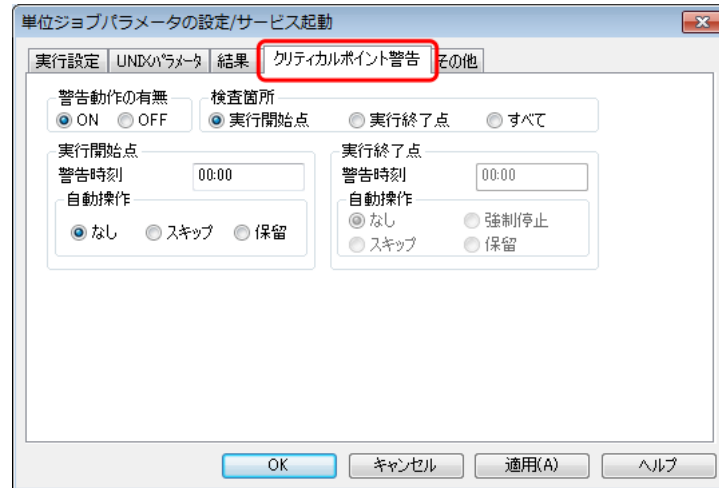 単位ジョブパラメータの設定/サービス起動
実行設定 UNIXパラメータ 結果 クリティカルポイント警告 その他
警告動作の有無 検査箇所
ON OFF 実行開始点 実行終了点 すべて
実行開始点 実行終了点
警告時刻 00:00 警告時刻 00:00
自動操作 自動操作
なし スキップ 保留 なし 強制停止
スキップ 保留
OK キャンセル 適用(A) ヘルプ